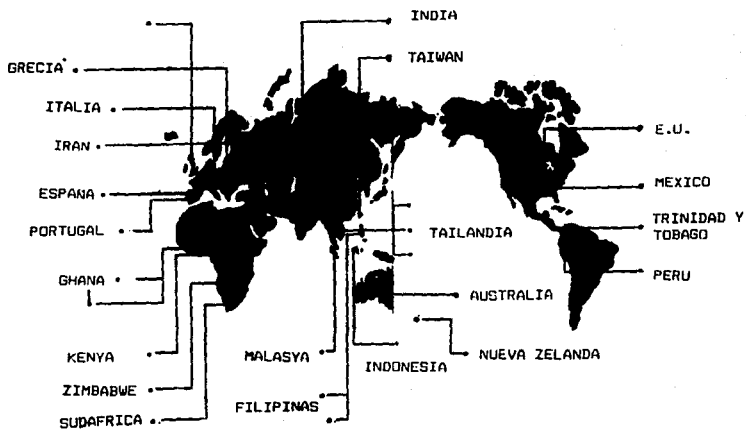 INDIA
GRECIA
TAIWAN
ITALIA
IRAN
E.U.
ESPAÑA
MEXICO
PORTUGAL
TAILANDIA
TRINIDAD Y
TOBAGO
GHANA
PERU
AUSTRALIA
KENYA
MALASYA
INDONESIA
NUEVA ZELANDA
ZIMBABWE
FILIPINAS
SUDAFRICA